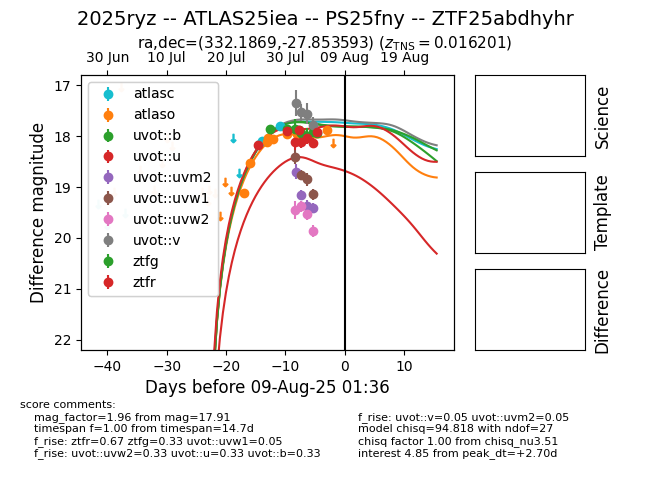 2025ryz -- ATLAS25iea -- PS25fny -- ZTF25abdhyhr
ra,dec=(332.1869,-27.853593) (z_TNS = 0.016201)
30 Jun 10 Jul 20 Jul 30 Jul 09 Aug 19 Aug
Science
Template
Difference
Difference magnitude
17
18
19
20
21
22
atlasc
atlaso
uvot::b
uvot::u
uvot::uvm2
uvot::uvw1
uvot::uvw2
uvot::v
ztfg
ztfr
−40 −30 −20 −10 0 10
Days before 09-Aug-25 01:36
score comments:
mag_factor=1.96 from mag=17.91
timespan f=1.00 from timespan=14.7d
f_rise: ztfr=0.67 ztfg=0.33 uvot::uvw1=0.05
f_rise: uvot::uvw2=0.33 uvot::u=0.33 uvot::b=0.33
f_rise: uvot::v=0.05 uvot::uvm2=0.05
model chisq=94.818 with ndof=27
chisq factor 1.00 from chisq_nu3.51
interest 4.85 from peak_dt=+2.70d